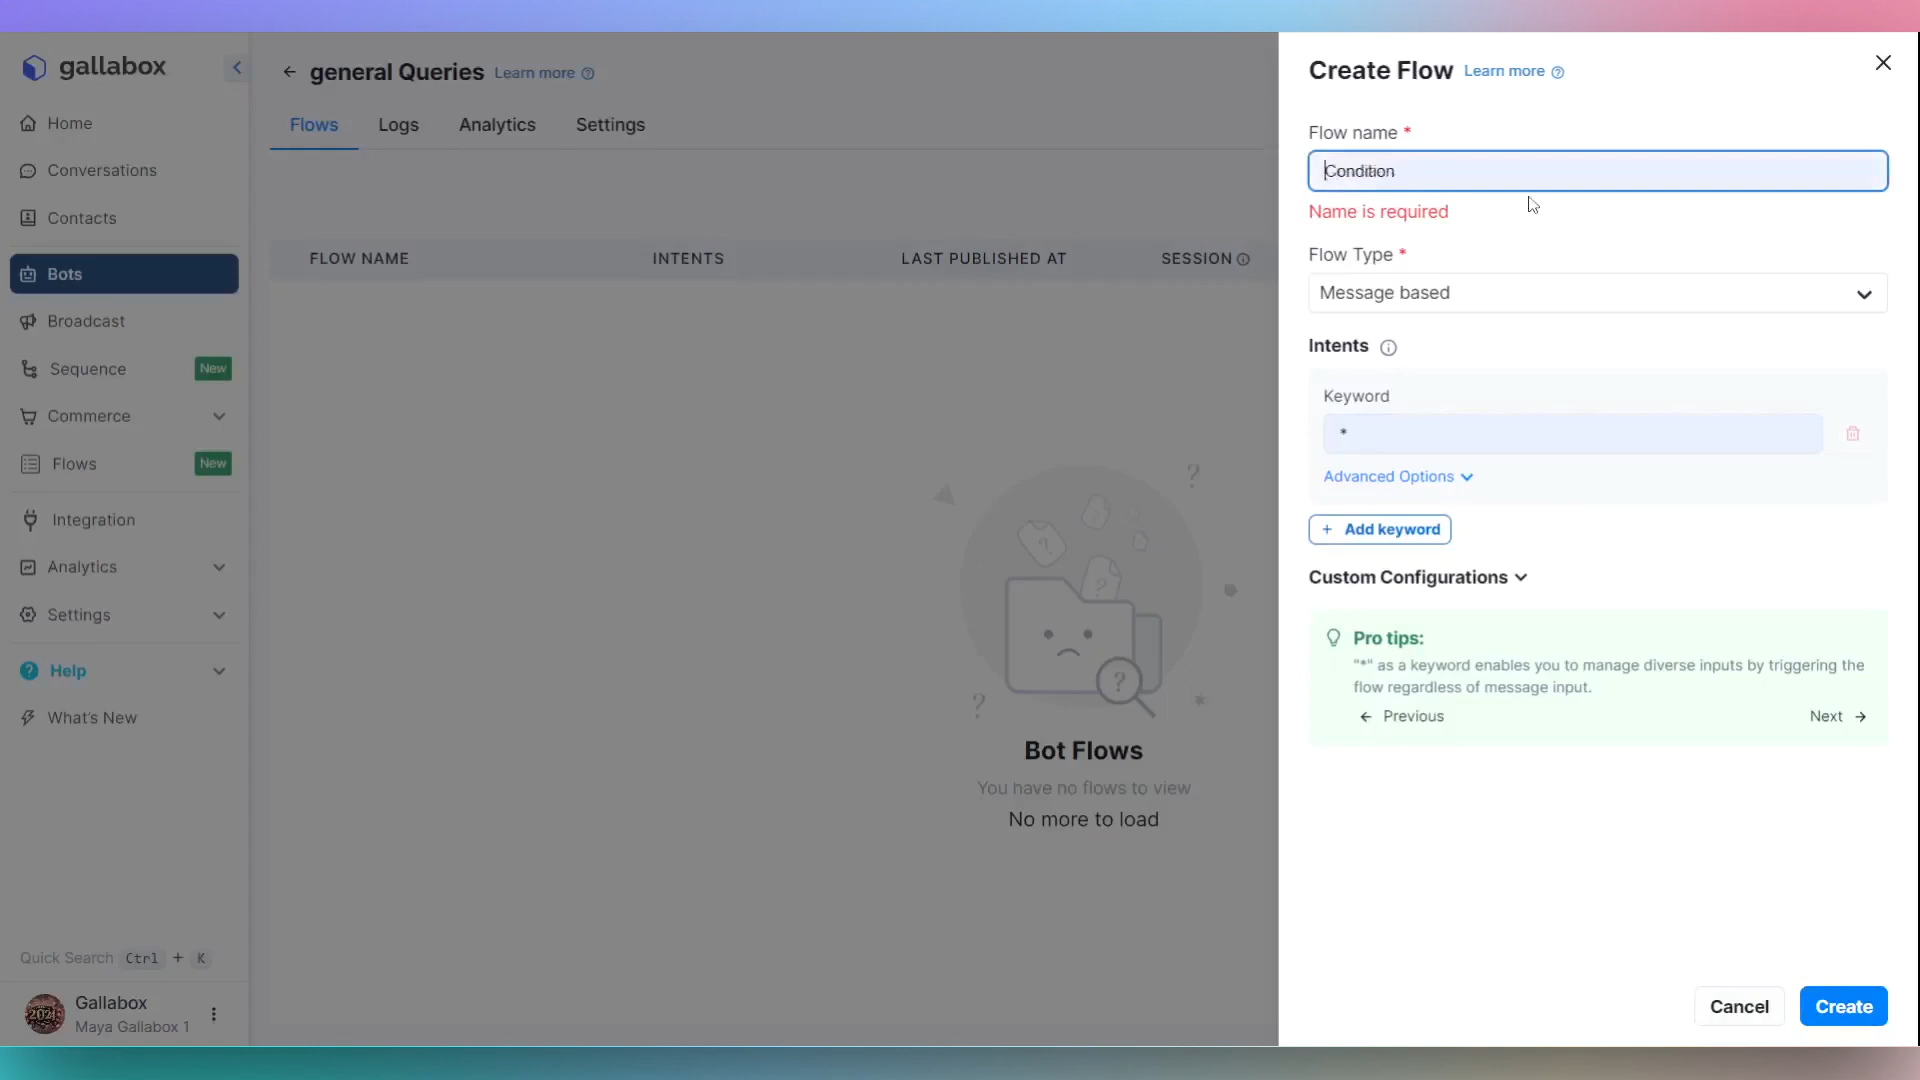 gallabox
Home
Conversations
Contacts
Bots
Broadcast
Sequence New
Commerce
Flows New
Integration
Analytics
Settings
Help
What's New
Quick Search Ctrl + K
Gallabox
Maya Gallabox 1
general Queries Learn more
Flows Logs Analytics Settings
FLOW NAME INTENTS LAST PUBLISHED AT SESSION
Bot Flows
You have no flows to view
No more to load
Create Flow Learn more
Flow name *
Condition
Name is required
Flow Type *
Message based
Intents
Keyword
*
Advanced Options
+ Add keyword
Custom Configurations
Pro tips:
"*" as a keyword enables you to manage diverse inputs by triggering the
flow regardless of message input.
← Previous Next →
Cancel Create